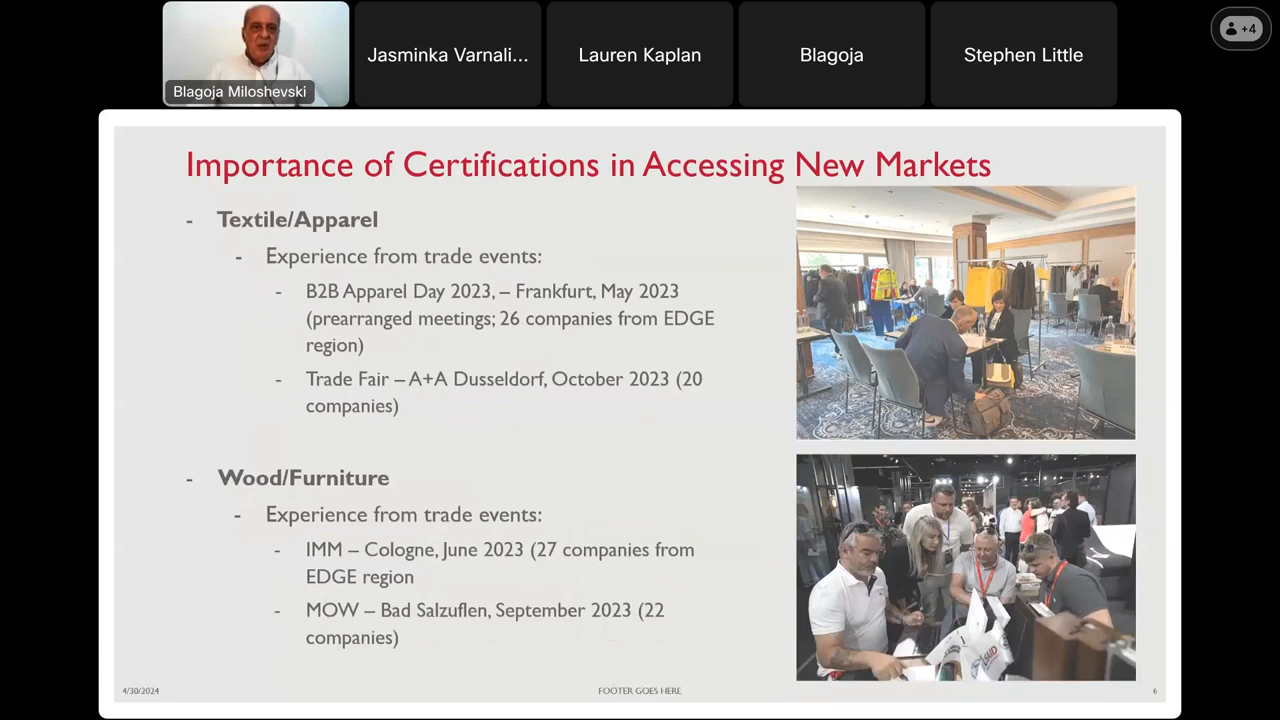 Blagoja Miloshevski
Jasminka Varnali...
Lauren Kaplan
Blagoja
Stephen Little
+4
Importance of Certifications in Accessing New Markets
- Textile/Apparel
- Experience from trade events:
- B2B Apparel Day 2023, – Frankfurt, May 2023
(prearranged meetings; 26 companies from EDGE
region)
- Trade Fair – A+A Dusseldorf, October 2023 (20
companies)
- Wood/Furniture
- Experience from trade events:
- IMM – Cologne, June 2023 (27 companies from
EDGE region
- MOW – Bad Salzuflen, September 2023 (22
companies)
4/30/2024
FOOTER GOES HERE
6